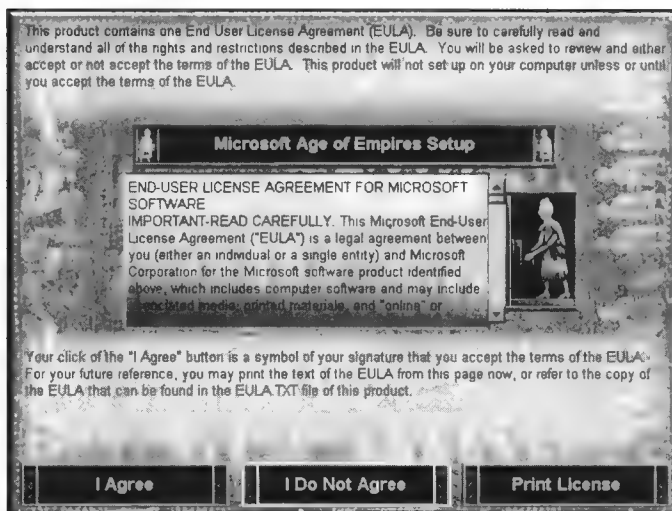 This product contains one End User License Agreement (EULA). Be sure to carefully read and
understand all of the rights and restrictions described in the EULA. You will be asked to review and either
accept or not accept the terms of the EULA. This product will not set up on your computer unless or until
you accept the terms of the EULA.
Microsoft Age of Empires Setup
END-USER LICENSE AGREEMENT FOR MICROSOFT
SOFTWARE
IMPORTANT-READ CAREFULLY. This Microsoft End-User
License Agreement ("EULA") is a legal agreement between
you (either an individual or a single entity) and Microsoft
Corporation for the Microsoft software product identified
above, which includes computer software and may include
associated media, printed materials, and "online" or
Your click of the "I Agree" button is a symbol of your signature that you accept the terms of the EULA.
For your future reference, you may print the text of the EULA from this page now, or refer to the copy of
the EULA that can be found in the EULA.TXT file of this product.
I Agree
I Do Not Agree
Print License